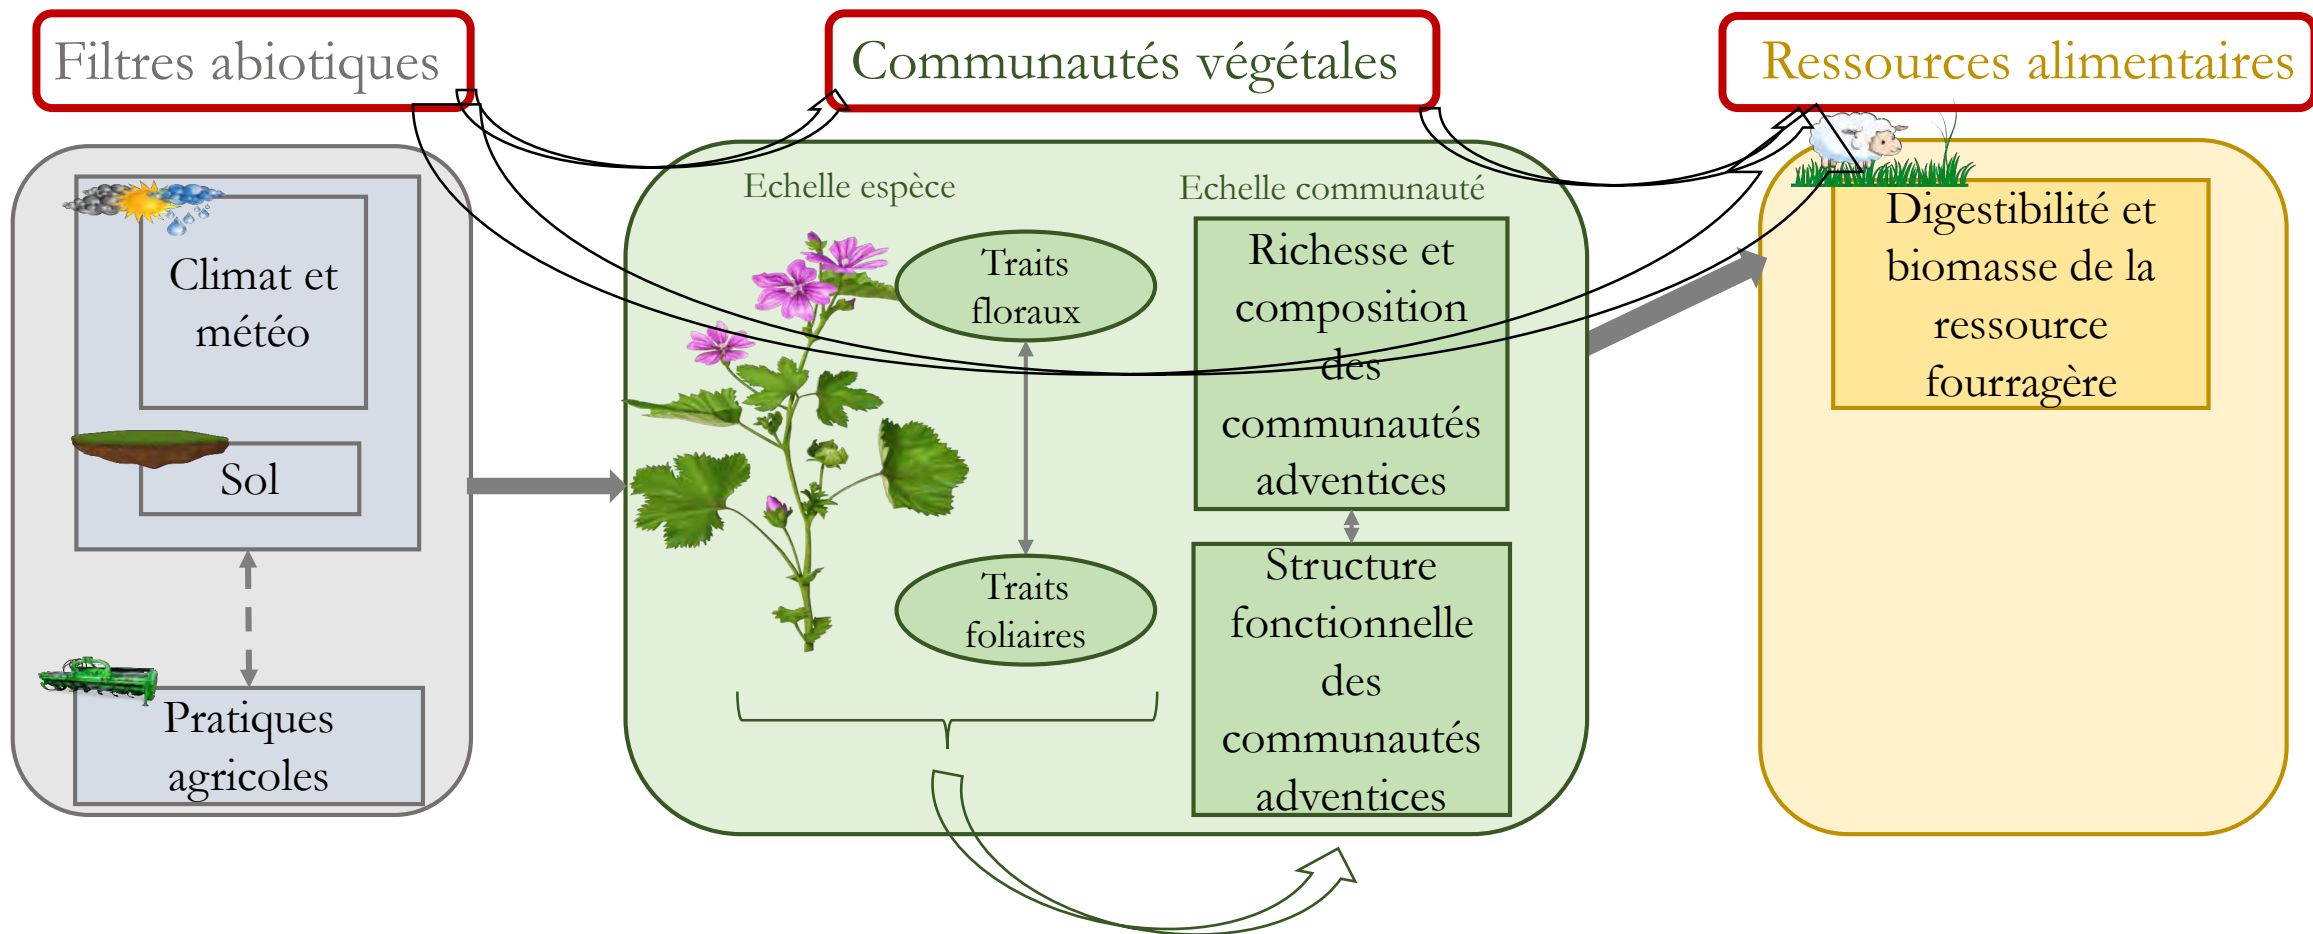 Filtres abiotiques
Communautés végétales
Ressources alimentaires
Climat et
météo
Sol
Pratiques
agricoles
Echelle espèce
Traits
floraux
Traits
foliaires
Echelle communauté
Richesse et
composition
des
communautés
adventices
Structure
fonctionnelle
des
communautés
adventices
Digestibilité et
biomasse de la
ressource
fourragère